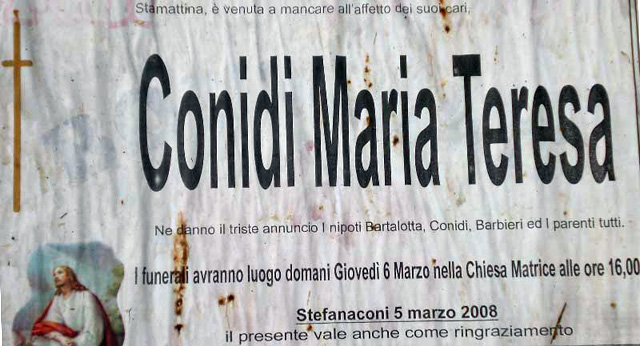 Stamattina, è venuta a mancare all'affetto dei suoi cari,
Conidi Maria Teresa
Ne danno il triste annuncio I nipoti Bartalotta, Conidi, Barbieri ed I parenti tutti.
I funerali avranno luogo domani Giovedì 6 Marzo nella Chiesa Matrice alle ore 16,00
Stefanaconi 5 marzo 2008
il presente vale anche come ringraziamento